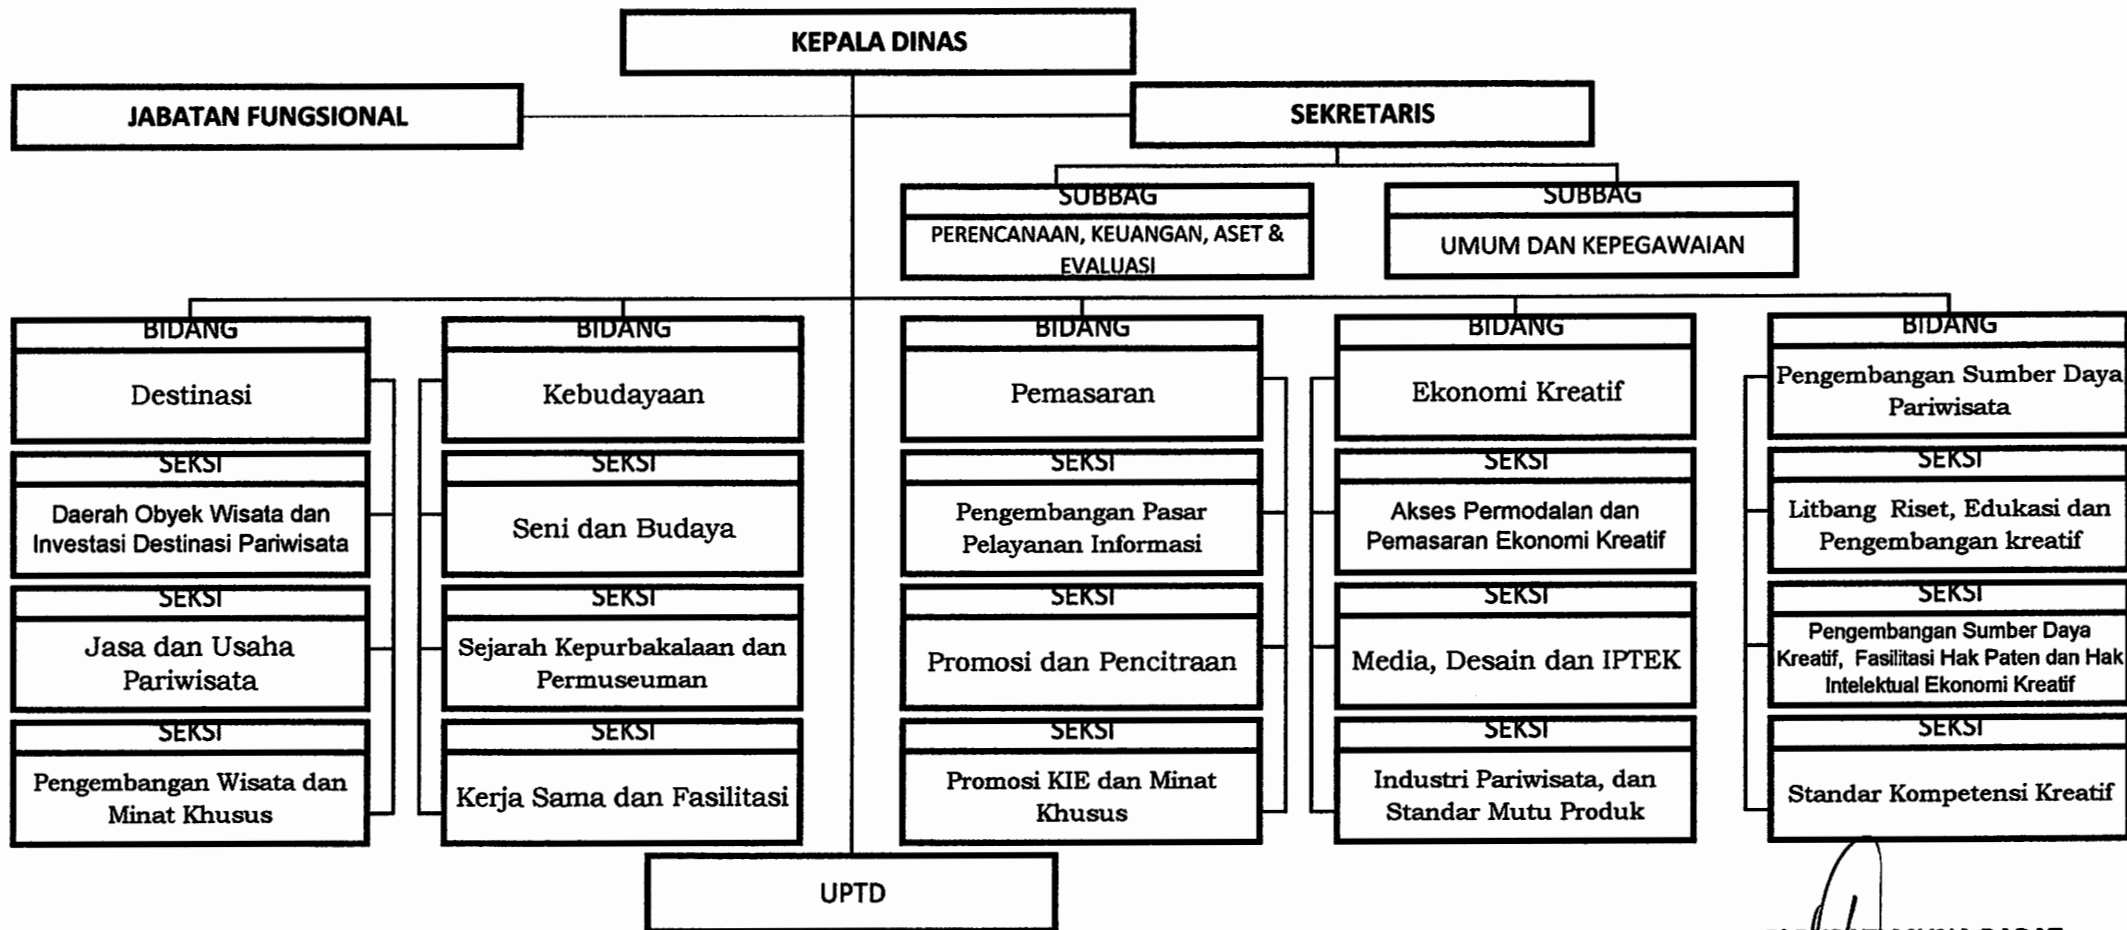 KEPALA DINAS
JABATAN FUNGSIONAL
SEKRETARIS
SUBBAG
PERENCANAAN, KEUANGAN, ASET &
EVALUASI
SUBBAG
UMUM DAN KEPEGAWAIAN
BIDANG
Destinasi
SEKSI
Daerah Obyek Wisata dan
Investasi Destinasi Pariwisata
SEKSI
Jasa dan Usaha
Pariwisata
SEKSI
Pengembangan Wisata dan
Minat Khusus
BIDANG
Kebudayaan
SEKSI
Seni dan Budaya
SEKSI
Sejarah Kepurbakalaan dan
Permuseuman
SEKSI
Kerja Sama dan Fasilitasi
BIDANG
Pemasaran
SEKSI
Pengembangan Pasar
Pelayanan Informasi
SEKSI
Promosi dan Pencitraan
SEKSI
Promosi KIE dan Minat
Khusus
BIDANG
Ekonomi Kreatif
SEKSI
Akses Permodalan dan
Pemasaran Ekonomi Kreatif
SEKSI
Media, Desain dan IPTEK
SEKSI
Industri Pariwisata, dan
Standar Mutu Produk
BIDANG
Pengembangan Sumber Daya
Pariwisata
SEKSI
Litbang Riset, Edukasi dan
Pengembangan kreatif
SEKSI
Pengembangan Sumber Daya
Kreatif, Fasilitasi Hak Paten dan Hak
Intelektual Ekonomi Kreatif
SEKSI
Standar Kompetensi Kreatif
UPTD